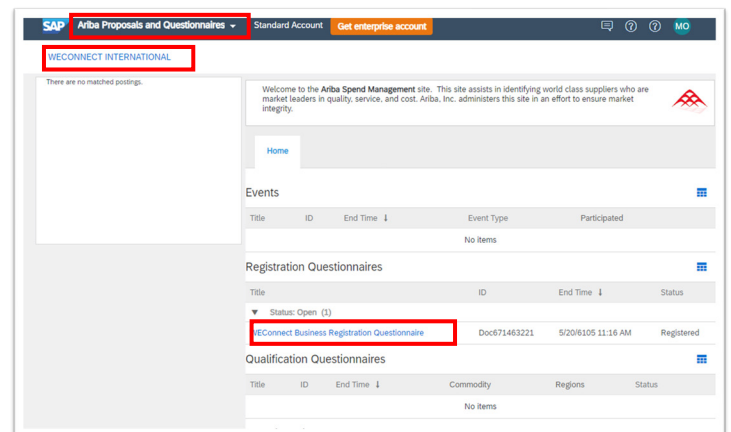 SAP Ariba Proposals and Questionnaires Standard Account Get enterprise account MO
WECONNECT INTERNATIONAL
There are no matched postings.
Welcome to the Ariba Spend Management site. This site assists in identifying world class suppliers who are
market leaders in quality, service, and cost. Ariba, Inc. administers this site in an effort to ensure market
integrity.
Home
Events
Title ID End Time ↓ Event Type Participated
No items
Registration Questionnaires
Title ID End Time ↓ Status
▼ Status: Open (1)
WEConnect Business Registration Questionnaire Doc671463221 5/20/6105 11:16 AM Registered
Qualification Questionnaires
Title ID End Time ↓ Commodity Regions Status
No items